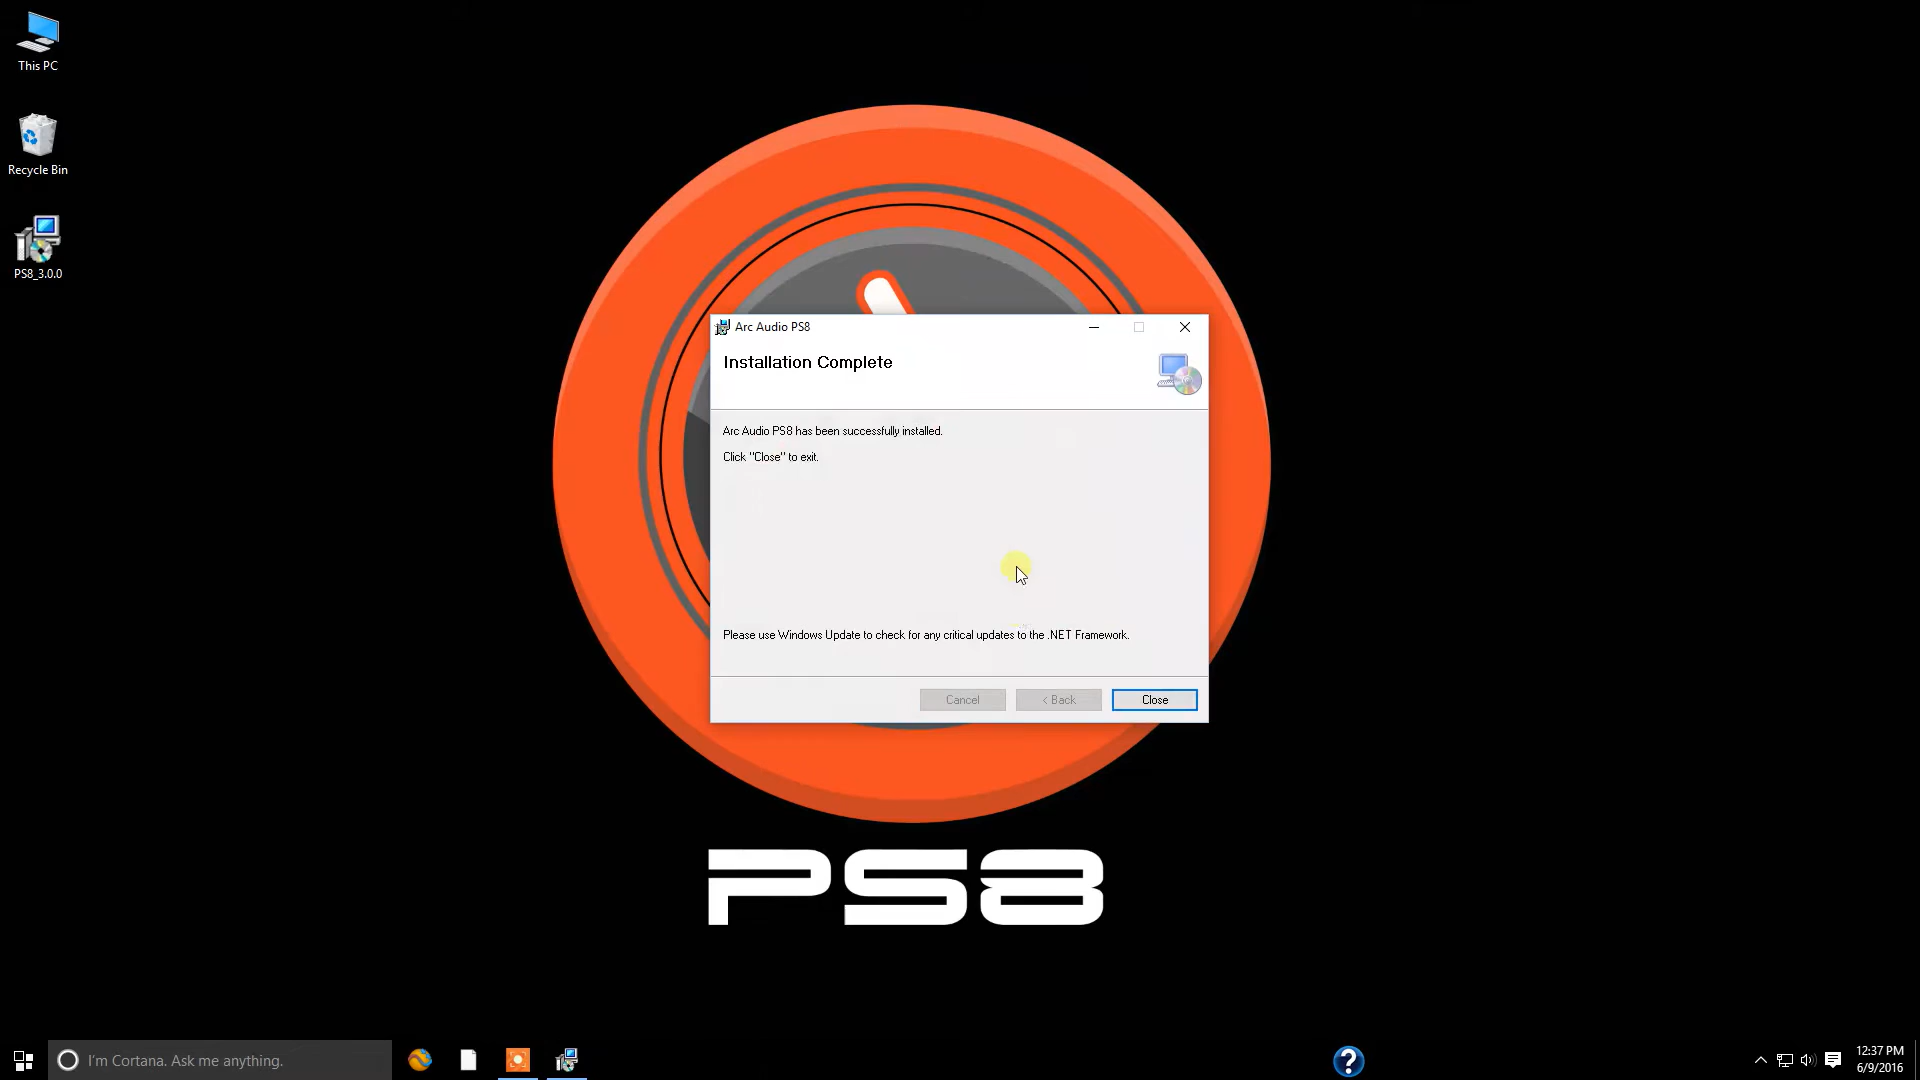 This PC
Recycle Bin
PS8_3.0.0
Arc Audio PS8
Installation Complete
Arc Audio PS8 has been successfully installed.
Click "Close" to exit.
Please use Windows Update to check for any critical updates to the .NET Framework.
Cancel
< Back
Close
PS8
I'm Cortana. Ask me anything.
?
12:37 PM
6/9/2016